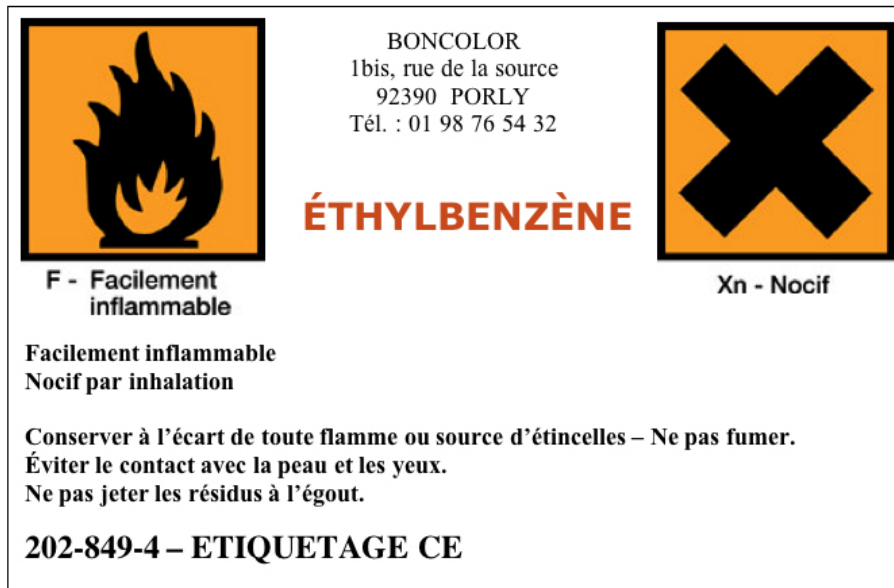 BONCOLOR
1bis, rue de la source
92390 PORLY
Tél. : 01 98 76 54 32
ÉTHYLBENZÈNE
F - Facilement
inflammable
Xn - Nocif
Facilement inflammable
Nocif par inhalation
Conserver à l’écart de toute flamme ou source d’étincelles – Ne pas fumer.
Éviter le contact avec la peau et les yeux.
Ne pas jeter les résidus à l’égout.
202-849-4 – ETIQUETAGE CE